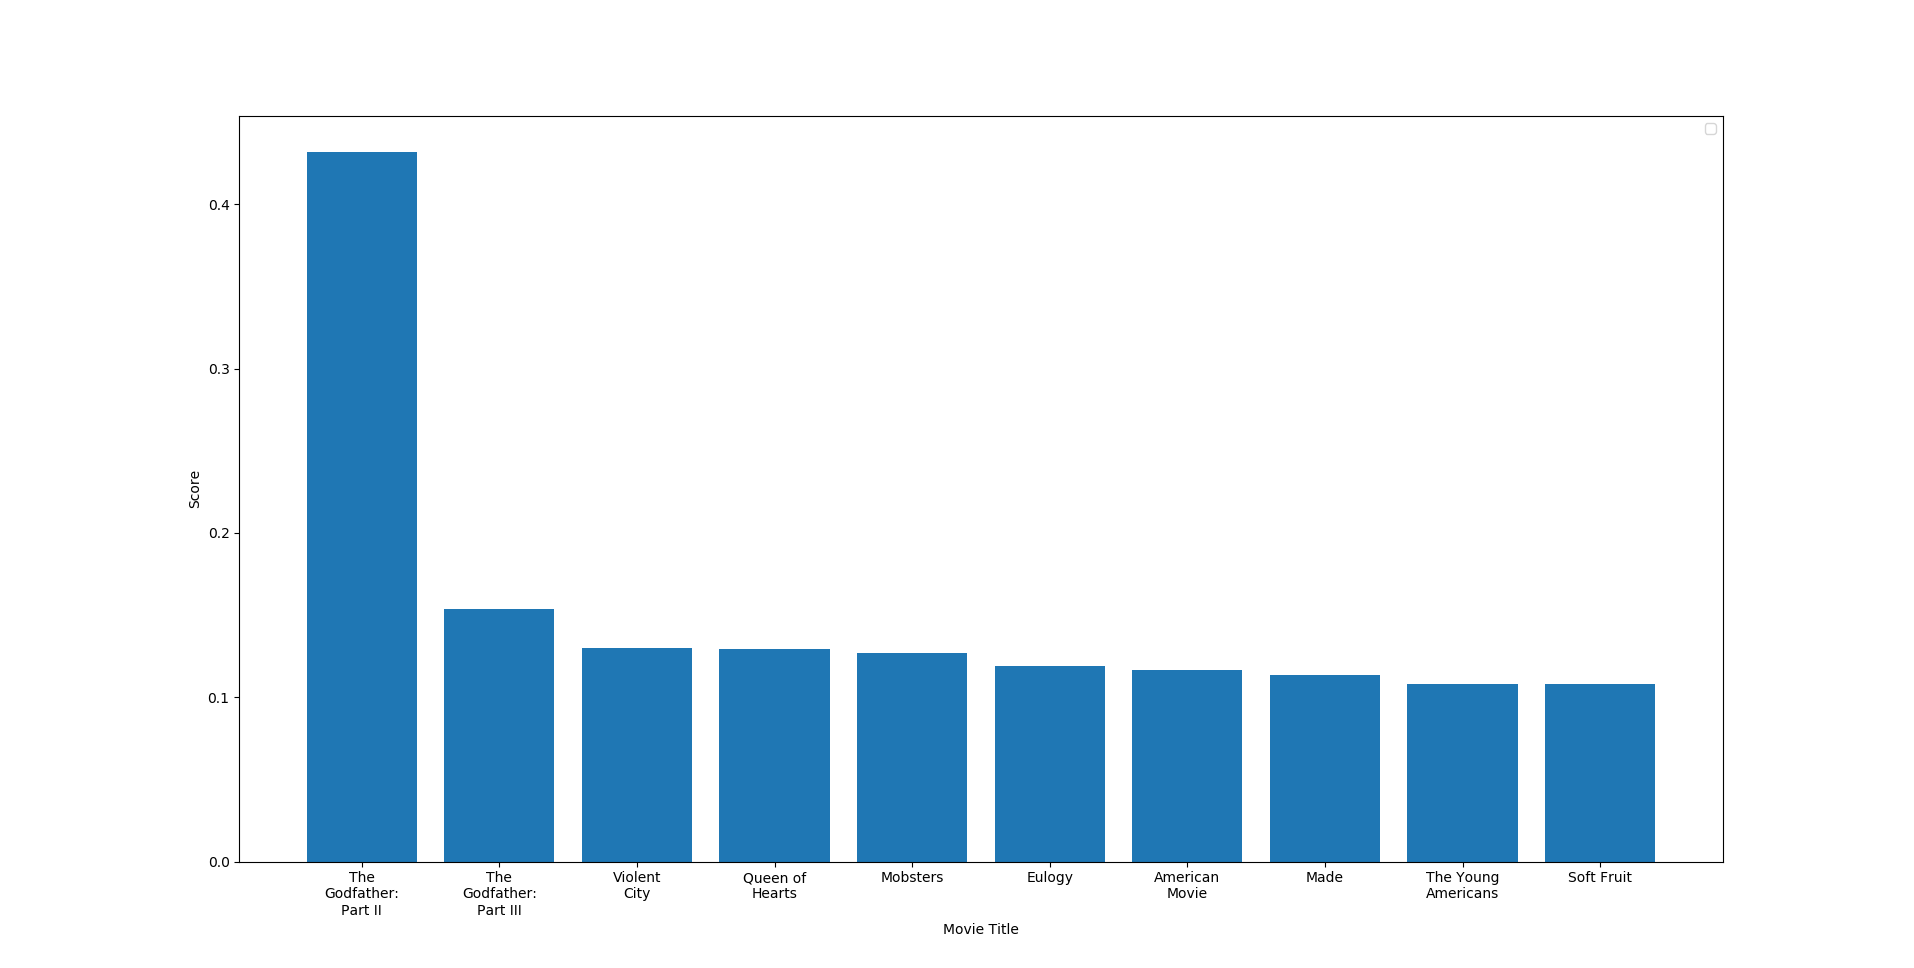 0.4
0.3
0.2
0.1
0.0
Score
The
Godfather:
Part II
The
Godfather:
Part III
Violent
City
Queen of
Hearts
Mobsters
Eulogy
American
Movie
Made
The Young
Americans
Soft Fruit
Movie Title